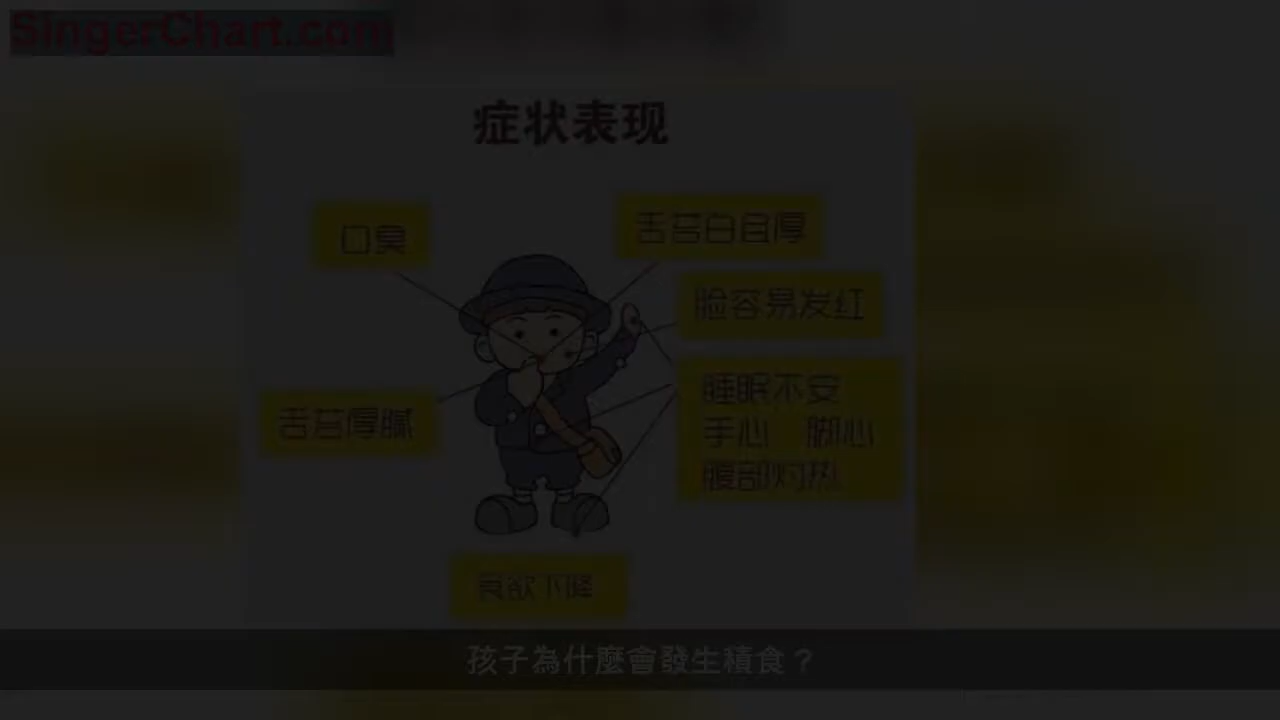 SingerChart.com
症状表现
口臭
舌苔白且厚
脸容易发红
舌苔厚腻
睡眠不安
手心 脚心
腹部灼热
食欲下降
孩子為什麼會發生積食？